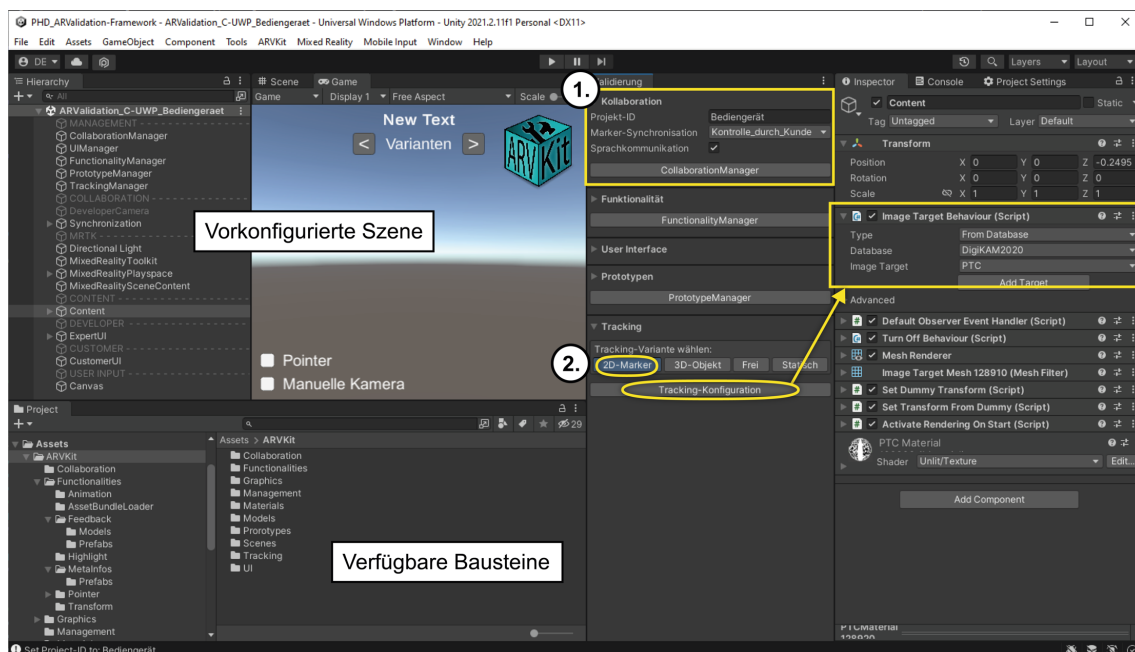 PHD_ARValidation-Framework - ARValidation_C-UWP_Bediengeraet - Universal Windows Platform - Unity 2021.2.11f1 Personal <DX11>
File Edit Assets GameObject Component Tools ARVKit Mixed Reality Mobile Input Window Help
DE Layers Layout
Hierarchy
All
ARValidation_C-UWP_Bediengeraet
MANAGEMENT
CollaborationManager
UIManager
FunctionalityManager
PrototypeManager
TrackingManager
COLLABORATION
DeveloperCamera
Synchronization
MRTK
Directional Light
MixedRealityToolkit
MixedRealityPlayspace
MixedRealitySceneContent
CONTENT
Content
DEVELOPER
ExpertUI
CUSTOMER
CustomerUI
USER INPUT
Canvas
Vorkonfigurierte Szene
Scene Game
Game Display 1 Free Aspect Scale
New Text
< Varianten >
ARV Kit
Pointer
Manuelle Kamera
1.
Validierung
Kollaboration
Projekt-ID Bediengerät
Marker-Synchronisation Kontrolle_durch_Kunde
Sprachkommunikation
CollaborationManager
Funktionalität
FunctionalityManager
User Interface
Prototypen
PrototypeManager
Tracking
Tracking-Variante wählen:
2.
2D-Marker 3D-Objekt Frei Statisch
Tracking-Konfiguration
Inspector Console Project Settings
Content Static
Tag Untagged Layer Default
Transform
Position X 0 Y 0 Z -0.2495
Rotation X 0 Y 0 Z 0
Scale X 1 Y 1 Z 1
Image Target Behaviour (Script)
Type From Database
Database DigiKAM2020
Image Target PTC
Add Target
Advanced
Default Observer Event Handler (Script)
Turn Off Behaviour (Script)
Mesh Renderer
Image Target Mesh 128910 (Mesh Filter)
Set Dummy Transform (Script)
Set Transform From Dummy (Script)
Activate Rendering On Start (Script)
PTC Material
Shader Unlit/Texture Edit...
Add Component
PTCMaterial
128920
Project
29
Assets
ARVKit
Collaboration
Functionalities
Animation
AssetBundleLoader
Feedback
Models
Prefabs
Highlight
MetaInfos
Prefabs
Pointer
Transform
Graphics
Management
Assets > ARVKit
Collaboration
Functionalities
Graphics
Management
Materials
Models
Prorotypes
Scenes
Tracking
UI
Verfügbare Bausteine
Set Project-ID to: Bediengerät